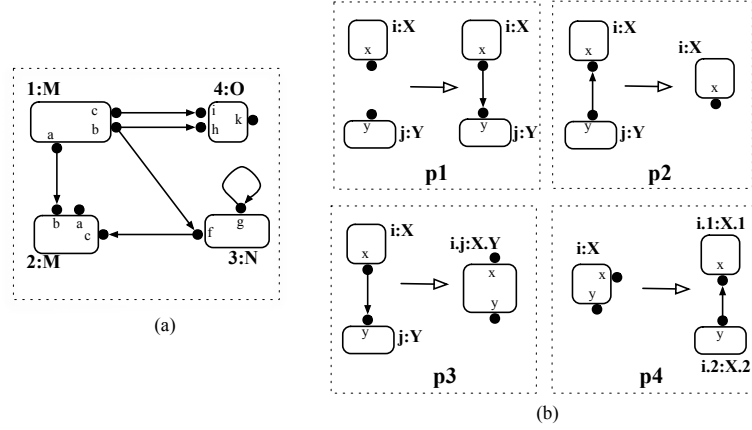 1:M
4:O
a
c
b
i
h
k
b
a
c
f
g
2:M
3:N
(a)
i:X
x
y
j:Y
i:X
x
y
j:Y
p1
i:X
x
y
j:Y
i:X
x
p2
i:X
x
y
j:Y
i.j:X.Y
x
y
p3
i:X
x
y
i.1:X.1
x
y
i.2:X.2
p4
(b)